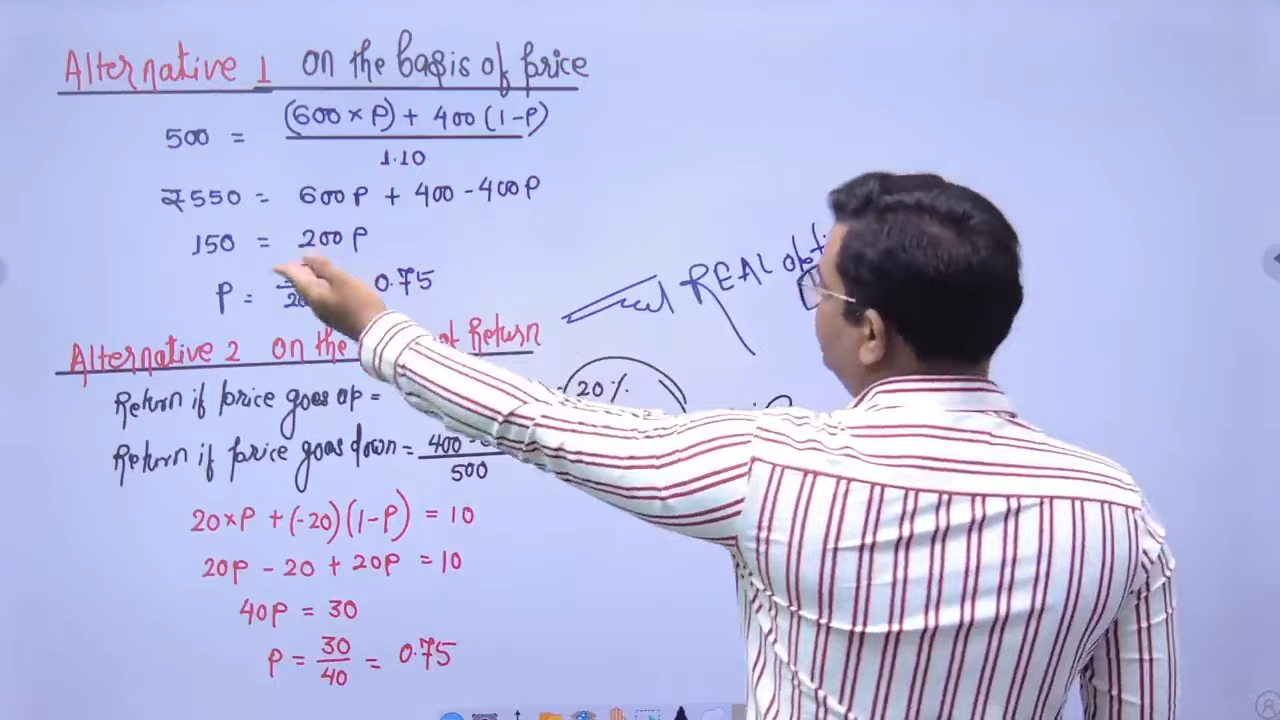 Alternative 1 on the basis of price
500 = (600 × P) + 400 (1-P)
1.10
₹550 = 600P + 400 - 400P
150 = 200P
P = 0.75
REAL
Alternative 2 on the Return
20%
Return if price goes up =
Return if price goes down = 400
500
20×P + (-20)(1-P) = 10
20P - 20 + 20P = 10
40P = 30
P = 30/40 = 0.75